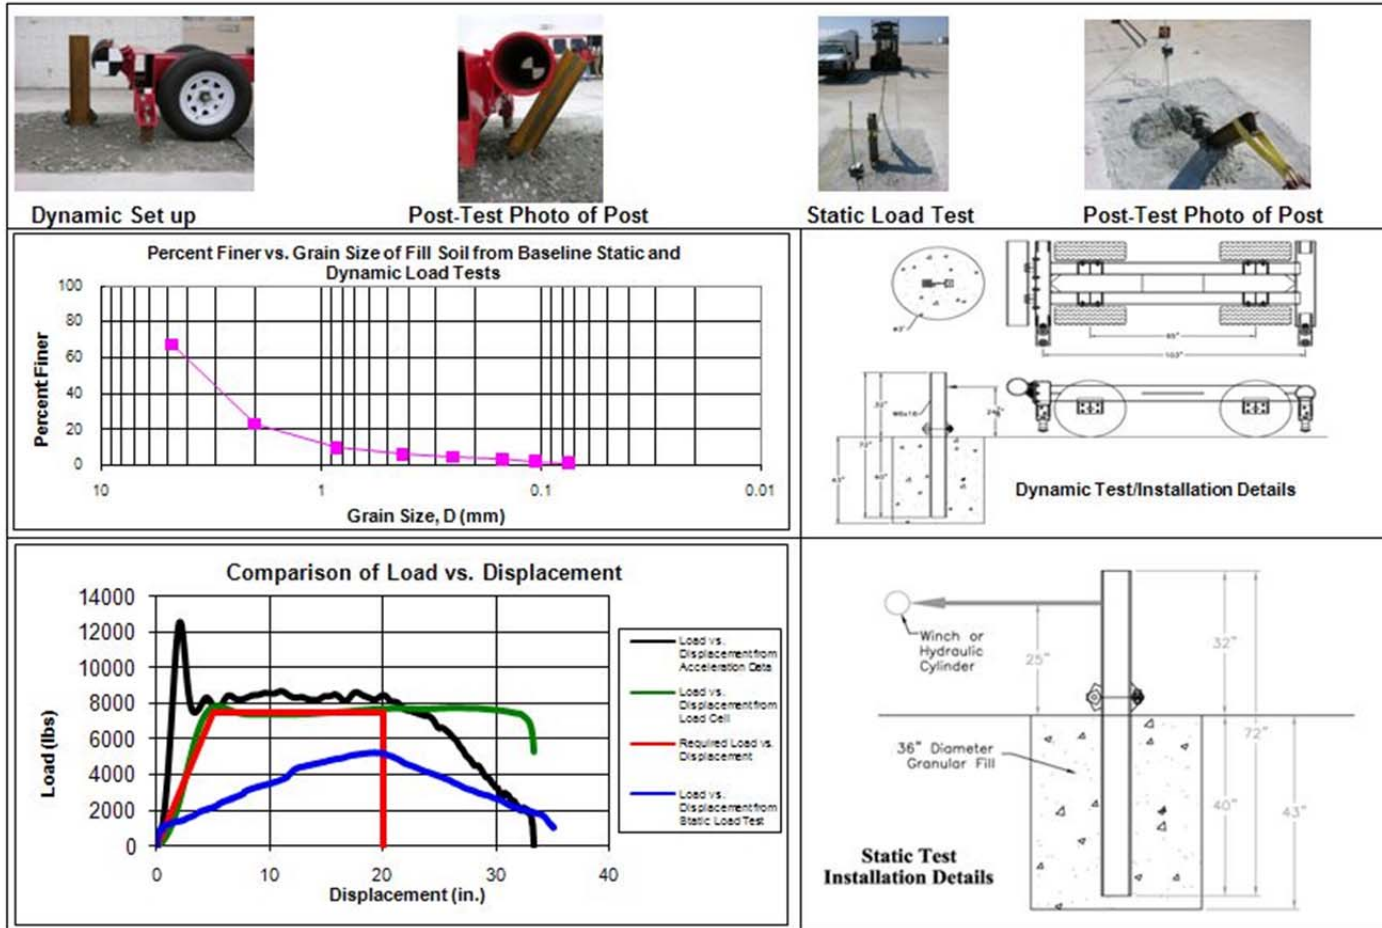 Dynamic Set up
Post-Test Photo of Post
Static Load Test
Post-Test Photo of Post
Percent Finer vs. Grain Size of Fill Soil from Baseline Static and
Dynamic Load Tests
Percent Finer
100
80
60
40
20
0
10
1
0.1
0.01
Grain Size, D (mm)
W6x16
Dynamic Test/Installation Details
Comparison of Load vs. Displacement
Load (lbs)
14000
12000
10000
8000
6000
4000
2000
0
0
10
20
30
40
Displacement (in.)
Load vs.
Displacement from
Acceleration Data
Load vs.
Displacement from
Load Cell
Required Load vs.
Displacement
Load vs.
Displacement from
Static Load Test
Winch or
Hydraulic
Cylinder
25"
32"
36" Diameter
Granular Fill
72"
40"
43"
Static Test
Installation Details